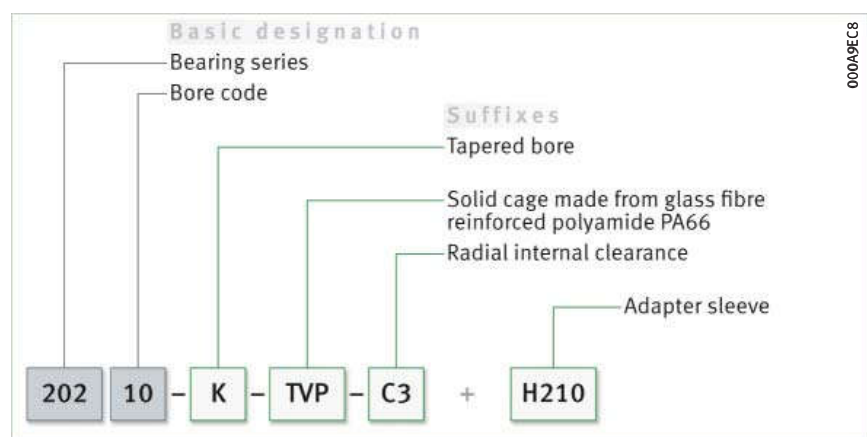 Basic designation
Bearing series
Bore code
Suffixes
Tapered bore
Solid cage made from glass fibre
reinforced polyamide PA66
Radial internal clearance
Adapter sleeve
202 10 – K – TVP – C3 + H210
000A9EC8